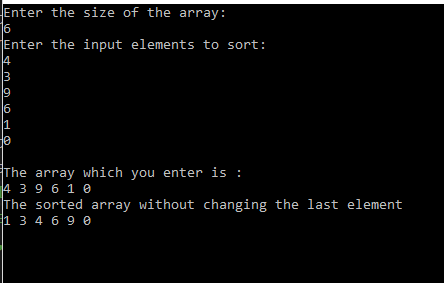 Enter the size of the array:
6
Enter the input elements to sort:
4
3
9
6
1
0
The array which you enter is :
4 3 9 6 1 0
The sorted array without changing the last element
1 3 4 6 9 0